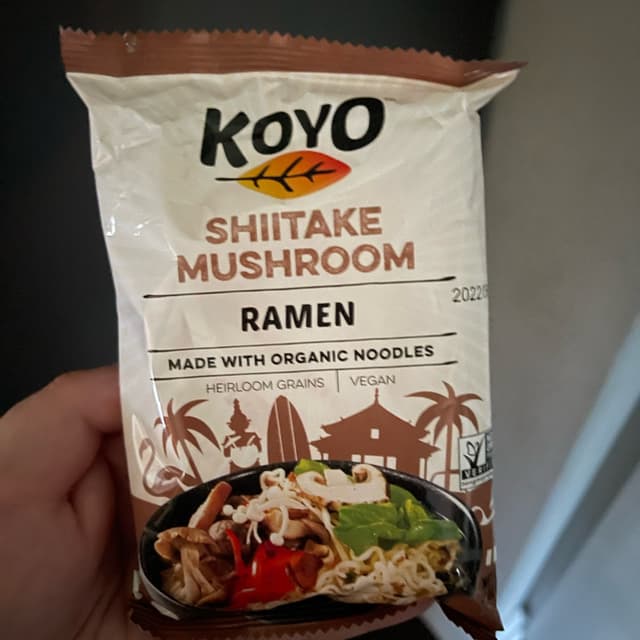 KOYO
SHIITAKE
MUSHROOM
RAMEN
MADE WITH ORGANIC NOODLES
HEIRLOOM GRAINS | VEGAN